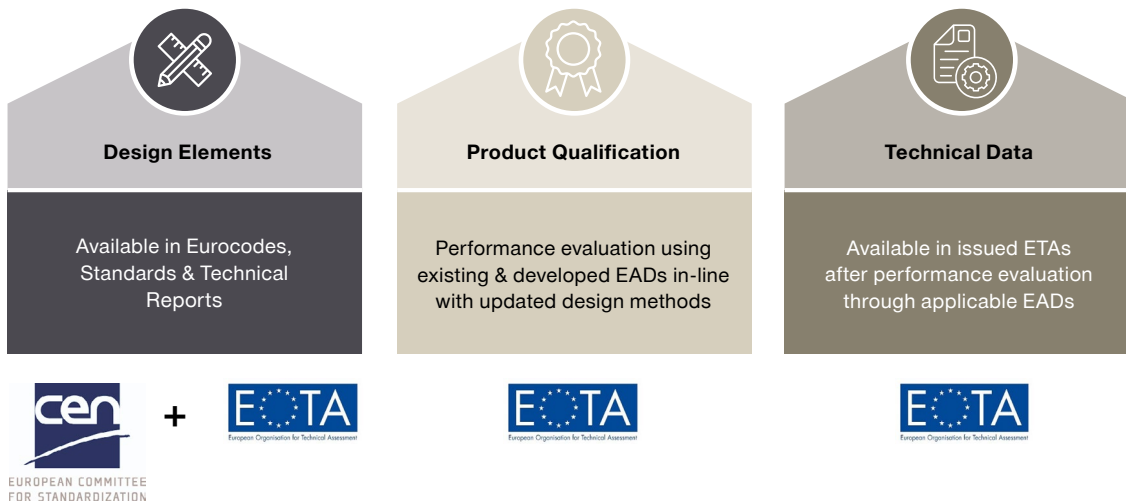 Design Elements
Available in Eurocodes,
Standards & Technical
Reports
Product Qualification
Performance evaluation using
existing & developed EADs in-line
with updated design methods
Technical Data
Available in issued ETAs
after performance evaluation
through applicable EADs
cen
EUROPEAN COMMITTEE
FOR STANDARDIZATION
+
EOTA
European Organisation for Technical Assessment
EOTA
European Organisation for Technical Assessment
EOTA
European Organisation for Technical Assessment